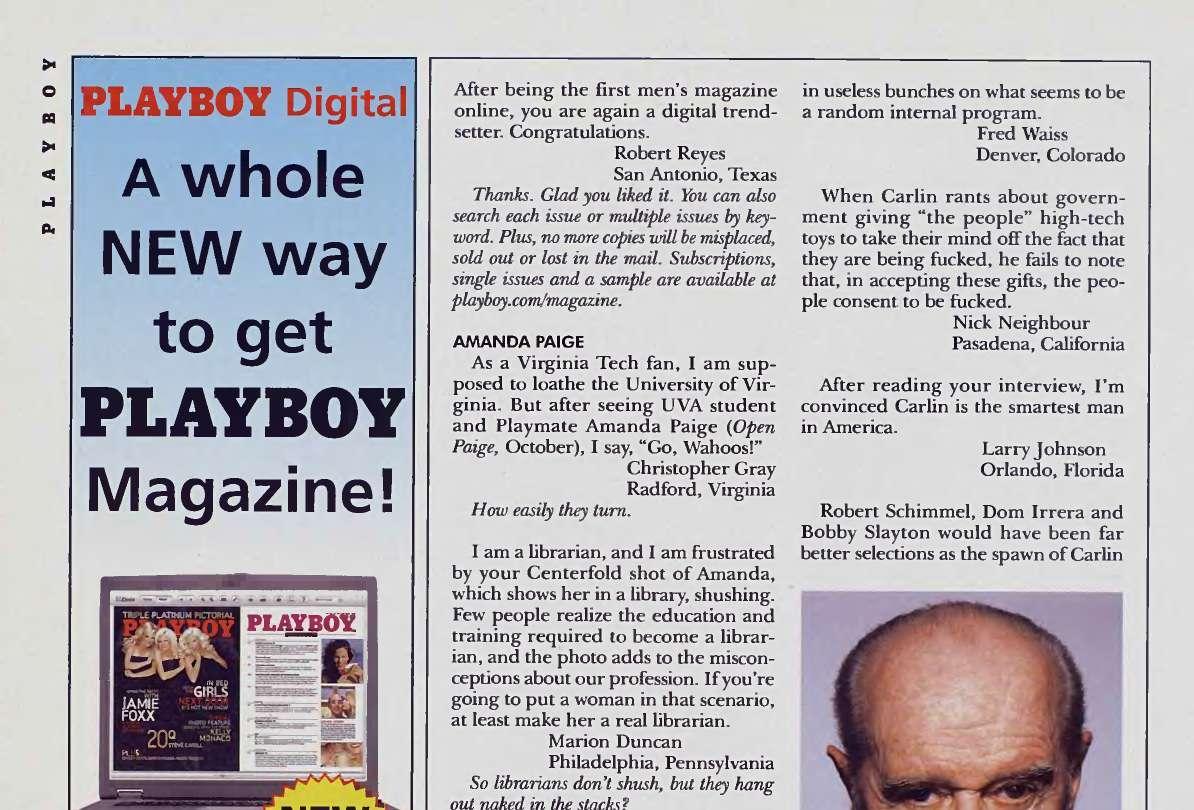 PLAYBOY
PLAYBOY Digital
A whole
NEW way
to get
PLAYBOY
Magazine!
TRIPLE PLATINUM PICTORIAL
PLAYBOY
IN BED
GIRLS
NEXT DOOR
JAMIE
FOXX
PHOTO FEATURE
KELLY
MONACO
20Q
STEVE CARELL
PLUS
PLAYBOY
NEW
After being the first men's magazine
online, you are again a digital trend-
setter. Congratulations.
Robert Reyes
San Antonio, Texas
Thanks. Glad you liked it. You can also
search each issue or multiple issues by key-
word. Plus, no more copies will be misplaced,
sold out or lost in the mail. Subscriptions,
single issues and a sample are available at
playboy.com/magazine.
AMANDA PAIGE
As a Virginia Tech fan, I am sup-
posed to loathe the University of Vir-
ginia. But after seeing UVA student
and Playmate Amanda Paige (Open
Paige, October), I say, "Go, Wahoos!"
Christopher Gray
Radford, Virginia
How easily they turn.
I am a librarian, and I am frustrated
by your Centerfold shot of Amanda,
which shows her in a library, shushing.
Few people realize the education and
training required to become a librar-
ian, and the photo adds to the miscon-
ceptions about our profession. If you're
going to put a woman in that scenario,
at least make her a real librarian.
Marion Duncan
Philadelphia, Pennsylvania
So librarians don't shush, but they hang
out naked in the stacks?
in useless bunches on what seems to be
a random internal program.
Fred Waiss
Denver, Colorado
When Carlin rants about govern-
ment giving "the people" high-tech
toys to take their mind off the fact that
they are being fucked, he fails to note
that, in accepting these gifts, the peo-
ple consent to be fucked.
Nick Neighbour
Pasadena, California
After reading your interview, I'm
convinced Carlin is the smartest man
in America.
Larry Johnson
Orlando, Florida
Robert Schimmel, Dom Irrera and
Bobby Slayton would have been far
better selections as the spawn of Carlin